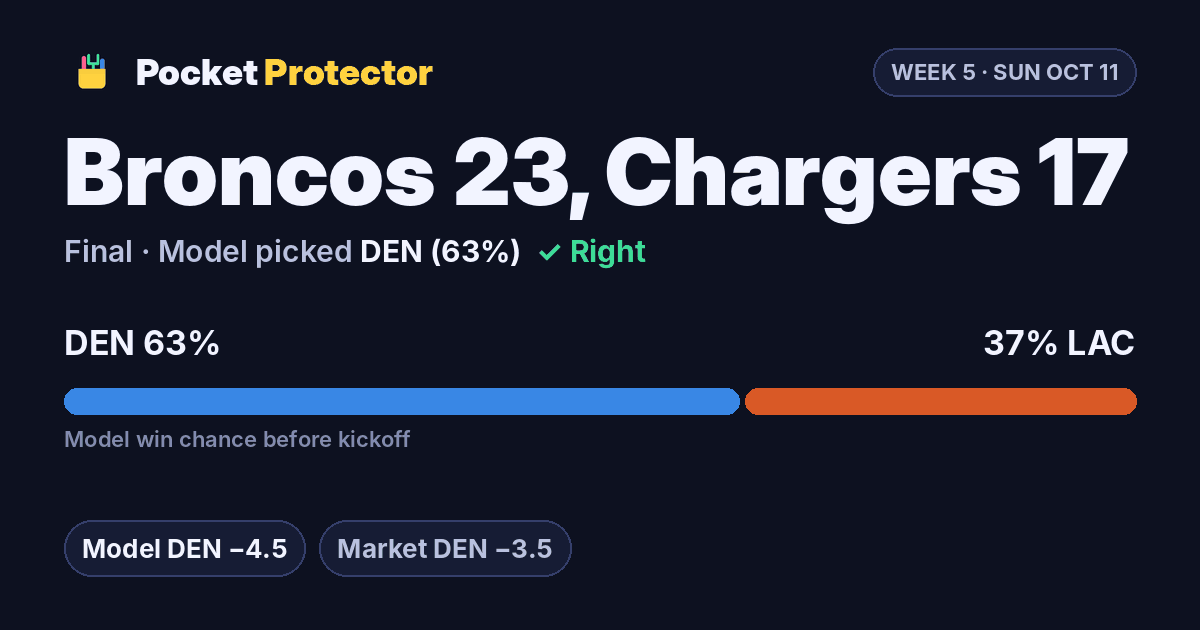 Pocket Protector
WEEK 5 · SUN OCT 11
Broncos 23, Chargers 17
Final · Model picked DEN (63%) ✓ Right
DEN 63%
37% LAC
Model win chance before kickoff
Model DEN −4.5
Market DEN −3.5